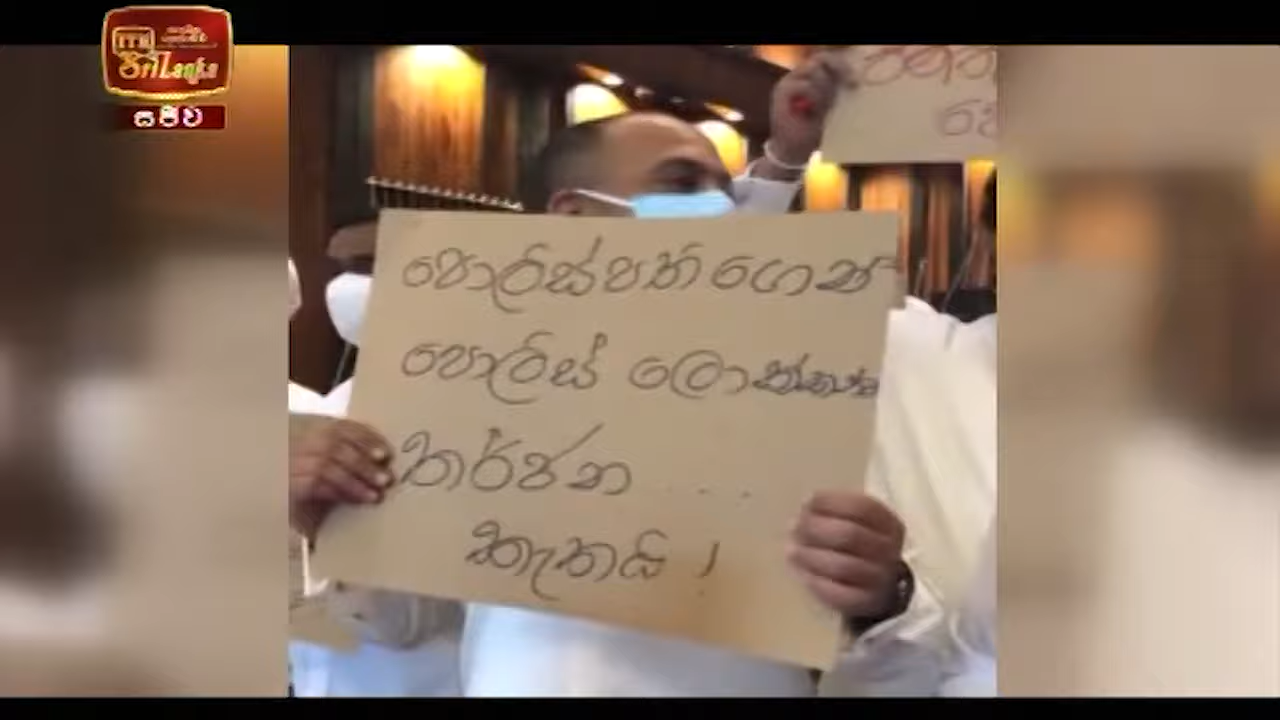 ITN
Sri Lanka
සජීව
පොලිස්පතිගෙන්
පොලිස් ලොක්කන්ට
තර්ජන ...
කැතයි !